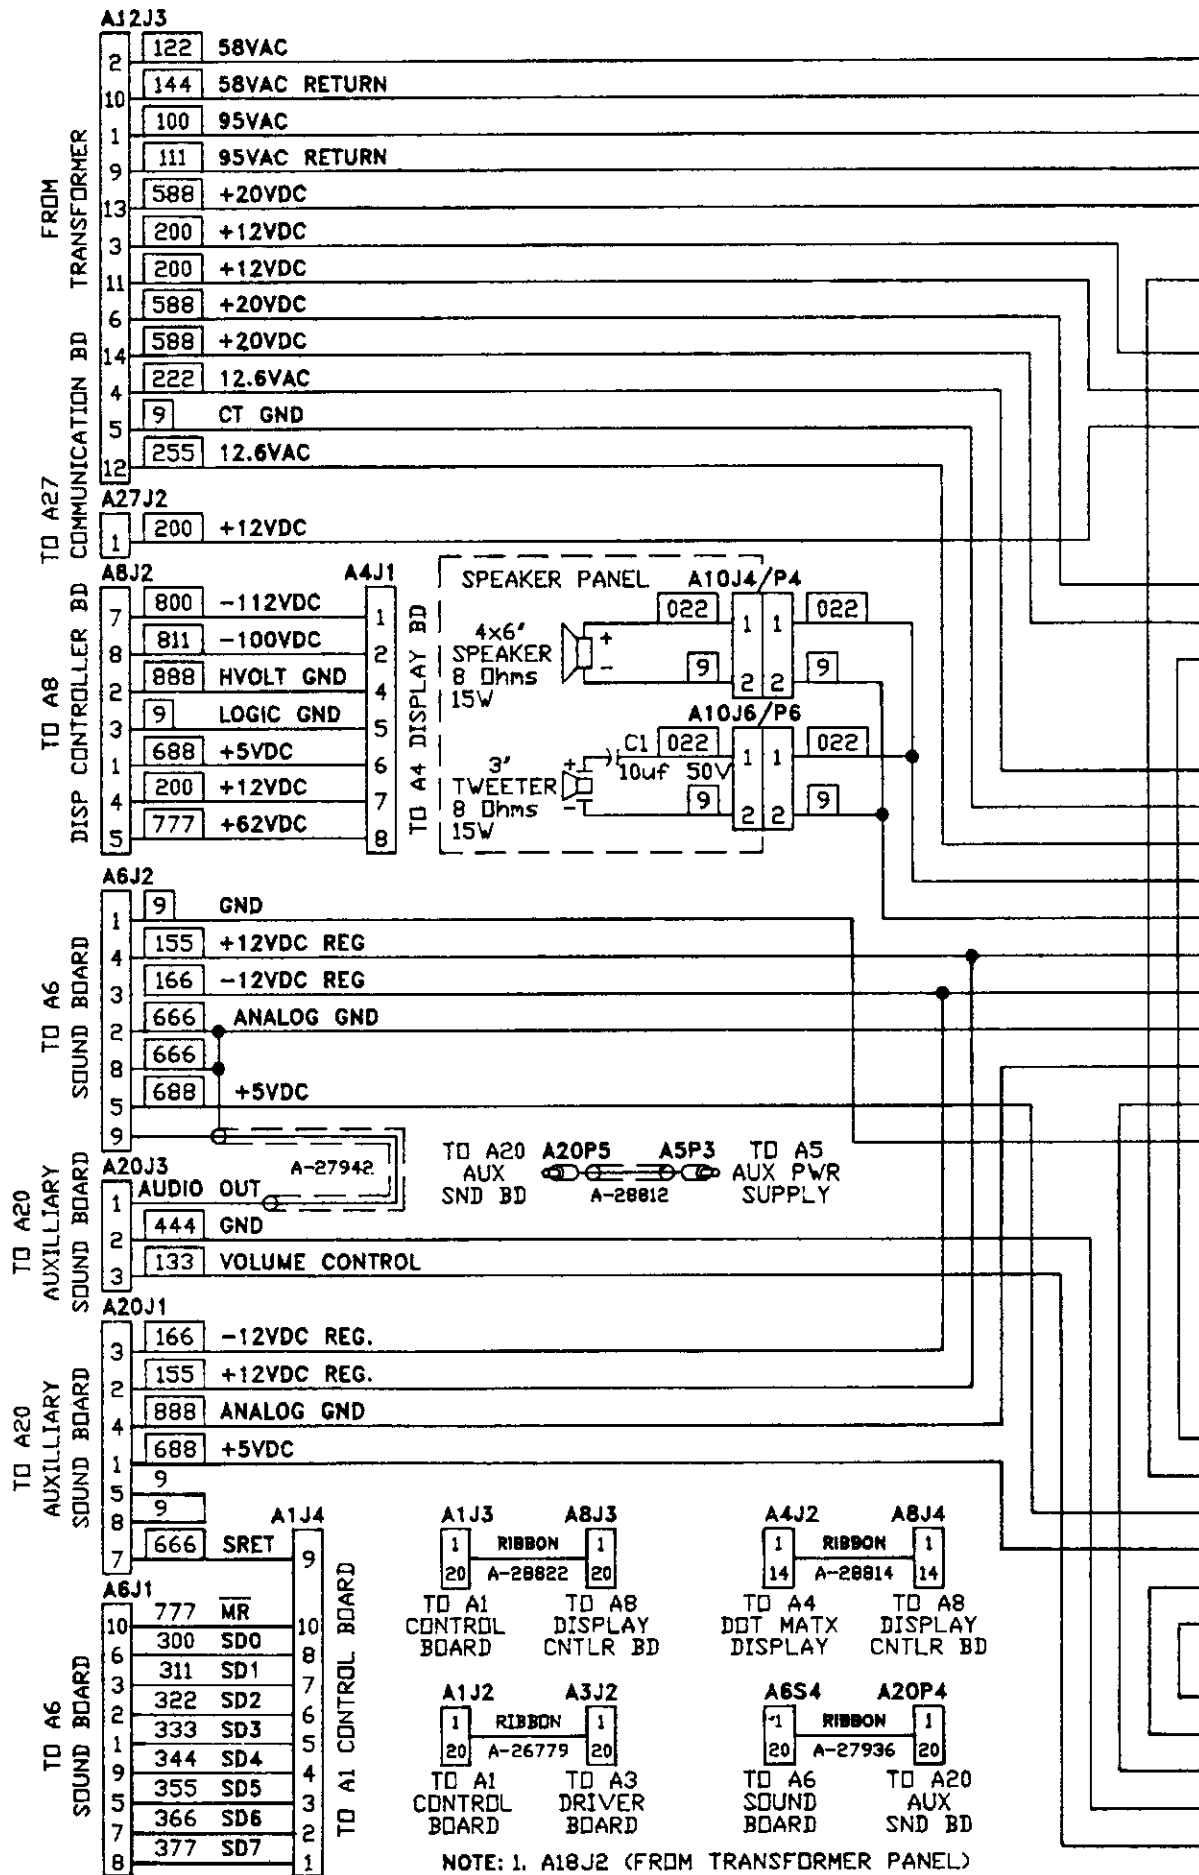 A12J3
2 122 58VAC
10 144 58VAC RETURN
1 100 95VAC
9 111 95VAC RETURN
13 588 +20VDC
3 200 +12VDC
11 200 +12VDC
6 588 +20VDC
14 588 +20VDC
4 222 12.6VAC
5 9 CT GND
12 255 12.6VAC
FROM
TRANSFORMER
A27J2
1 200 +12VDC
TO A27
COMMUNICATION BD
A8J2 A4J1
7 800 -112VDC 1
8 811 -100VDC 2
2 888 HVOLT GND 4
3 9 LOGIC GND 5
1 688 +5VDC 6
4 200 +12VDC 7
5 777 +62VDC 8
TO A8
DISP CONTROLLER BD
TO A4 DISPLAY BD
SPEAKER PANEL
A10J4/P4
4x6"
SPEAKER
8 Ohms
15W
+
-
022 1 1 022
9 2 2 9
A10J6/P6
3"
TWEETER
8 Ohms
15W
+
-
C1
10uf 50V
022 1 1 022
9 2 2 9
A6J2
1 9 GND
4 155 +12VDC REG
3 166 -12VDC REG
2 666 ANALOG GND
8 666
5 688 +5VDC
9
TO A6
SOUND BOARD
A-27942
A20J3
1 AUDIO OUT
2 444 GND
3 133 VOLUME CONTROL
TO A20
AUXILLIARY
SOUND BOARD
TO A20
AUX
SND BD
A20P5 A5P3
A-28812
TO A5
AUX PWR
SUPPLY
A20J1
3 166 -12VDC REG.
2 155 +12VDC REG.
4 888 ANALOG GND
1 688 +5VDC
5 9
8 9
7 666 SRET 9
TO A20
AUXILLIARY
SOUND BOARD
A1J4
A6J1
10 777 MR 10
6 300 SD0 8
3 311 SD1 7
2 322 SD2 6
1 333 SD3 5
9 344 SD4 4
5 355 SD5 3
7 366 SD6 2
8 377 SD7 1
TO A6
SOUND BOARD
TO A1 CONTROL BOARD
A1J3 A8J3
1 RIBBON 1
20 A-28822 20
TO A1
CONTROL
BOARD
TO A8
DISPLAY
CNTLR BD
A4J2 A8J4
1 RIBBON 1
14 A-28814 14
TO A4
DOT MATX
DISPLAY
TO A8
DISPLAY
CNTLR BD
A1J2 A3J2
1 RIBBON 1
20 A-26779 20
TO A1
CONTROL
BOARD
TO A3
DRIVER
BOARD
A6S4 A20P4
1 RIBBON 1
20 A-27936 20
TO A6
SOUND
BOARD
TO A20
AUX
SND BD
NOTE: 1. A18J2 (FROM TRANSFORMER PANEL)